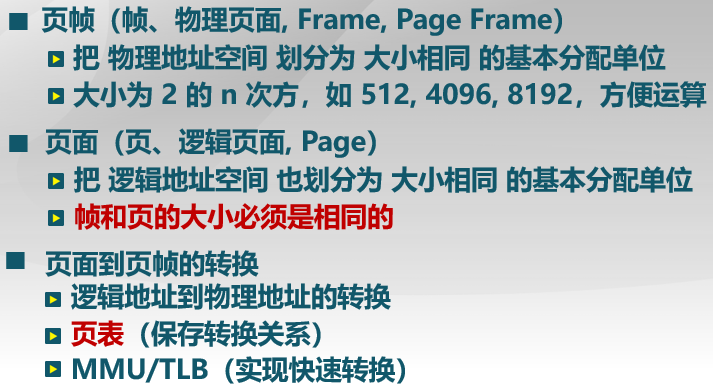 页帧（帧、物理页面, Frame, Page Frame）
把 物理地址空间 划分为 大小相同 的基本分配单位
大小为 2 的 n 次方，如 512, 4096, 8192，方便运算
页面（页、逻辑页面, Page）
把 逻辑地址空间 也划分为 大小相同 的基本分配单位
帧和页的大小必须是相同的
页面到页帧的转换
逻辑地址到物理地址的转换
页表（保存转换关系）
MMU/TLB（实现快速转换）